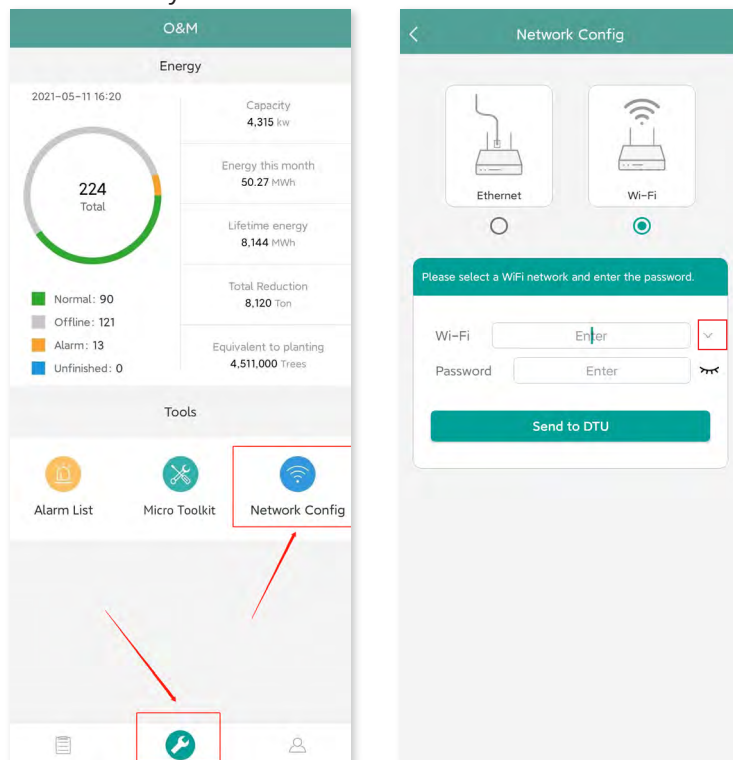 O&M
Energy
2021-05-11 16:20
224
Total
Normal: 90
Offline: 121
Alarm: 13
Unfinished: 0
Capacity
4,315 kw
Energy this month
50.27 MWh
Lifetime energy
8,144 MWh
Total Reduction
8,120 Ton
Equivalent to planting
4,511,000 Trees
Tools
Alarm List
Micro Toolkit
Network Config
Network Config
Ethernet
Wi-Fi
Please select a WiFi network and enter the password.
Wi-Fi Enter
Password Enter
Send to DTU